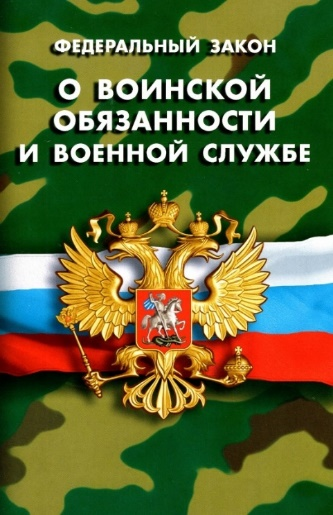 ФЕДЕРАЛЬНЫЙ ЗАКОН
О ВОИНСКОЙ
ОБЯЗАННОСТИ
И ВОЕННОЙ СЛУЖБЕ